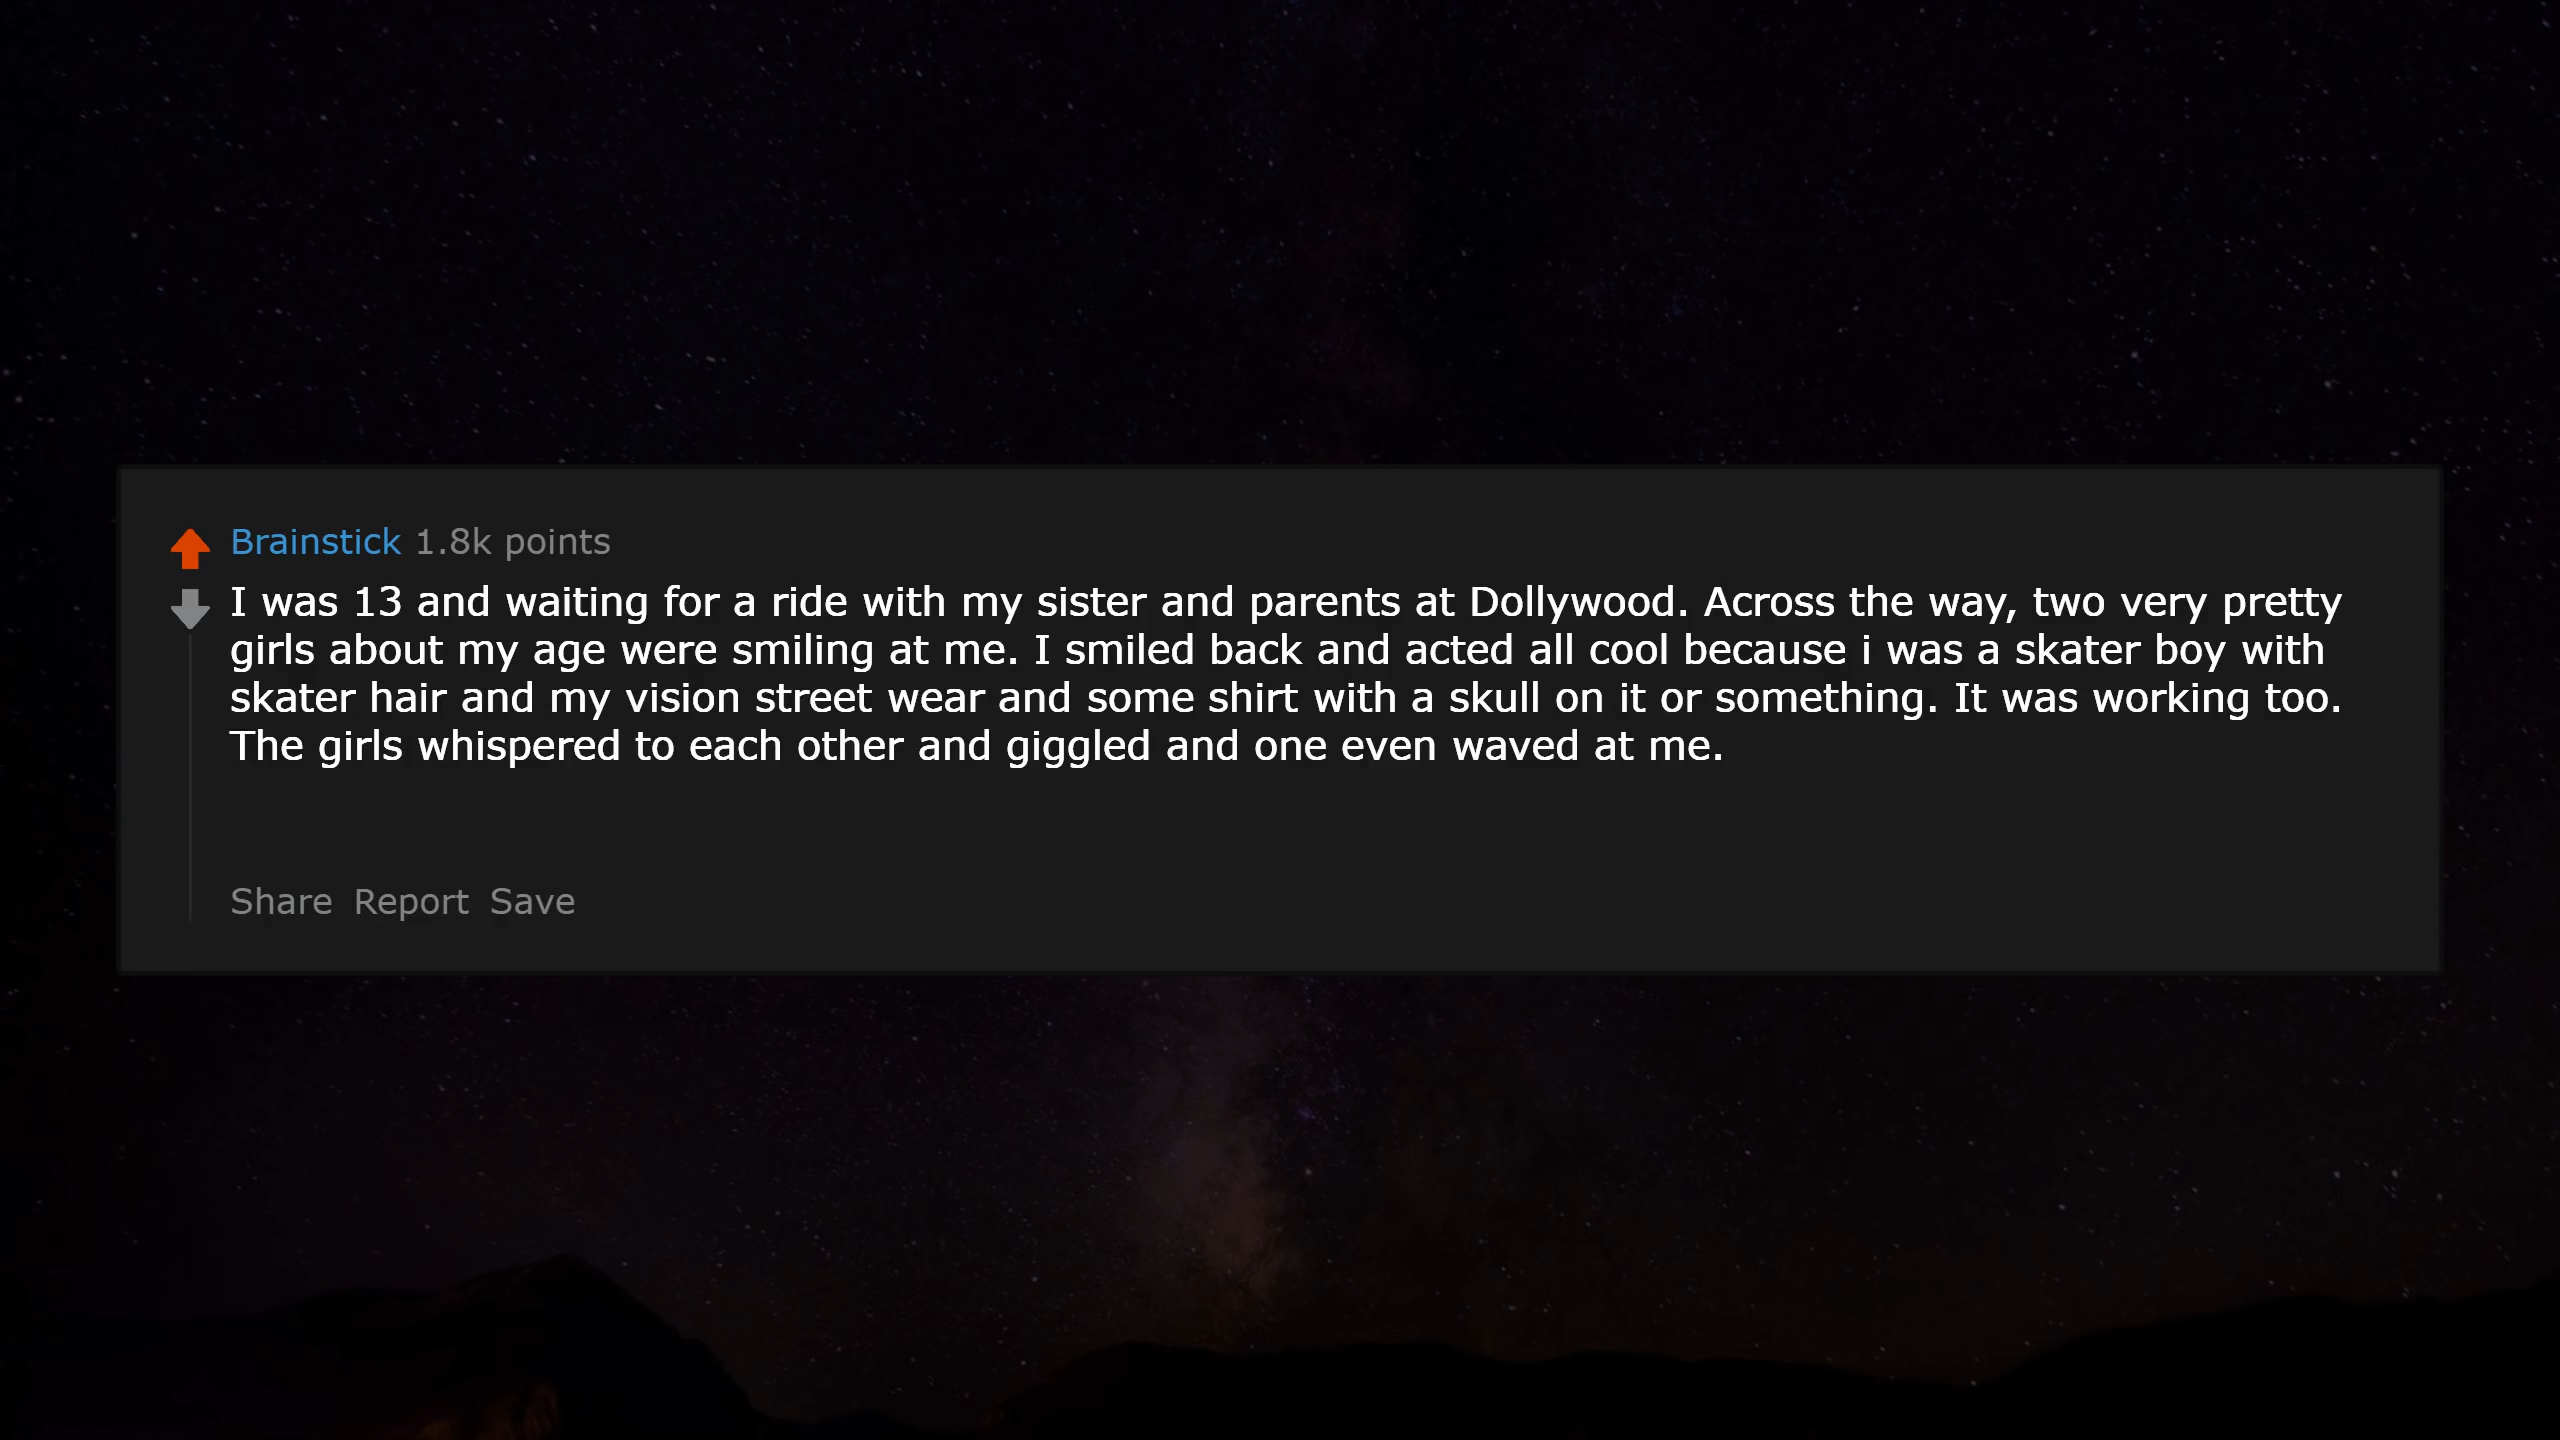 Brainstick 1.8k points
I was 13 and waiting for a ride with my sister and parents at Dollywood. Across the way, two very pretty
girls about my age were smiling at me. I smiled back and acted all cool because i was a skater boy with
skater hair and my vision street wear and some shirt with a skull on it or something. It was working too.
The girls whispered to each other and giggled and one even waved at me.
Share Report Save